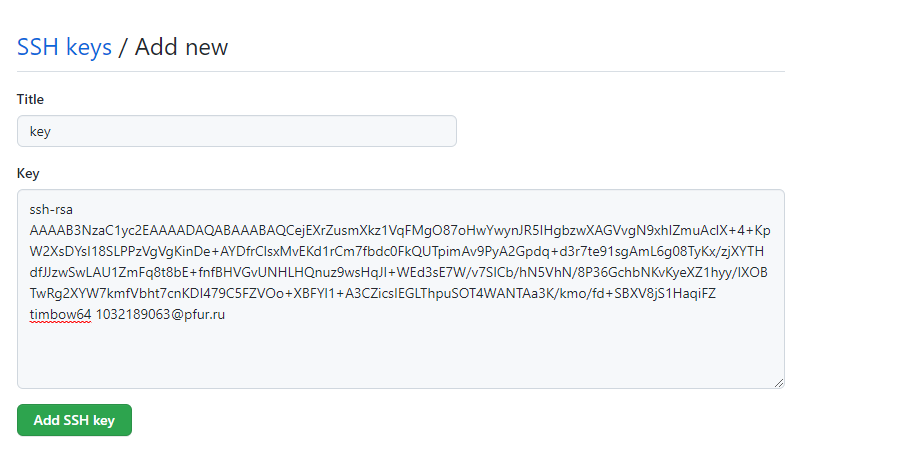 SSH keys / Add new
Title
key
Key
ssh-rsa
AAAAB3NzaC1yc2EAAAADAQABAAABAQCejEXrZusmXkz1VqFMgO87oHwYwynJR5IHgbzwXAGVvgN9xhIZmuAcIX+4+Kp
W2XsDYsI18SLPPzVgVgKinDe+AYDfrCIsxMvEKd1rCm7fbdc0FkQUTpimAv9PyA2Gpdq+d3r7te91sgAmL6g08TyKx/zjXYTH
dfJJzwSwLAU1ZmFq8t8bE+fnfBHVGvUNHLHQnuz9wsHqJI+WEd3sE7W/v7SICb/hN5VhN/8P36GchbNKvKyeXZ1hyy/IXOB
TwRg2XYW7kmfVbht7cnKDI479C5FZVOo+XBFYI1+A3CZicsIEGLThpuSOT4WANTAa3K/kmo/fd+SBXV8jS1HaqiFZ
timbow64 1032189063@pfur.ru
Add SSH key